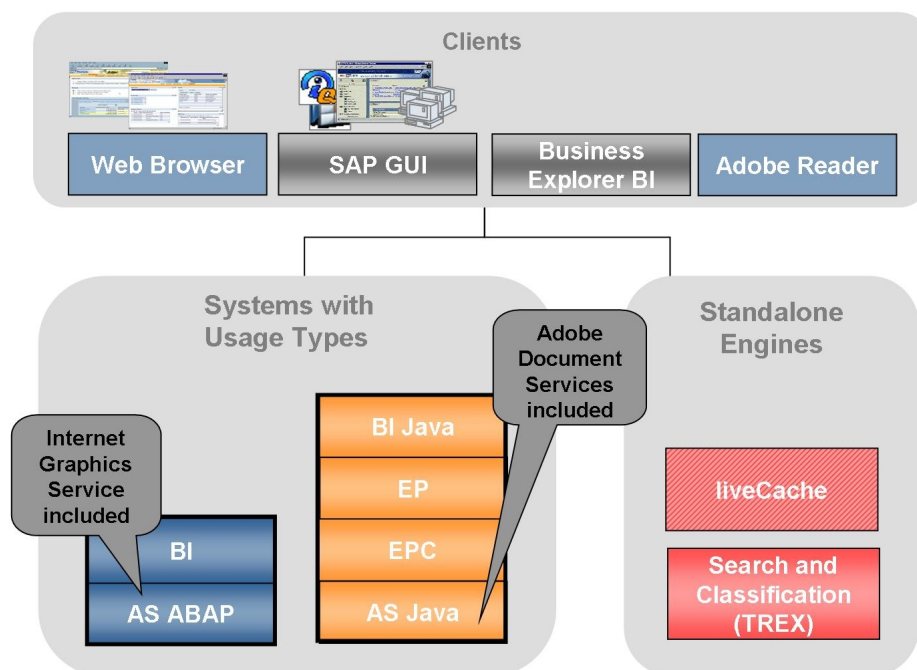 Clients
Web Browser
SAP GUI
Business
Explorer BI
Adobe Reader
Systems with
Usage Types
Adobe
Document
Services
included
Standalone
Engines
Internet
Graphics
Service
included
BI Java
EP
EPC
AS Java
BI
AS ABAP
liveCache
Search and
Classification
(TREX)